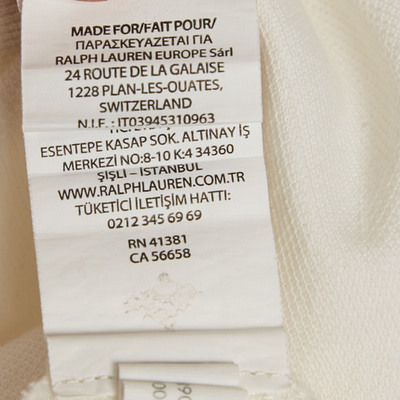 MADE FOR/FAIT POUR/
ΠΑΡΑΣΚΕΥΑΖΕΤΑΙ ΓΙΑ
RALPH LAUREN EUROPE Sárl
24 ROUTE DE LA GALAISE
1228 PLAN-LES-OUATES,
SWITZERLAND
N.I.F. : IT03945310963
ESENTEPE KASAP SOK. ALTINAY İŞ
MERKEZİ NO:8-10 K:4 34360
ŞİŞLİ – İSTANBUL
WWW.RALPHLAUREN.COM.TR
TÜKETİCİ İLETİŞİM HATTI:
0212 345 69 69
RN 41381
CA 56658